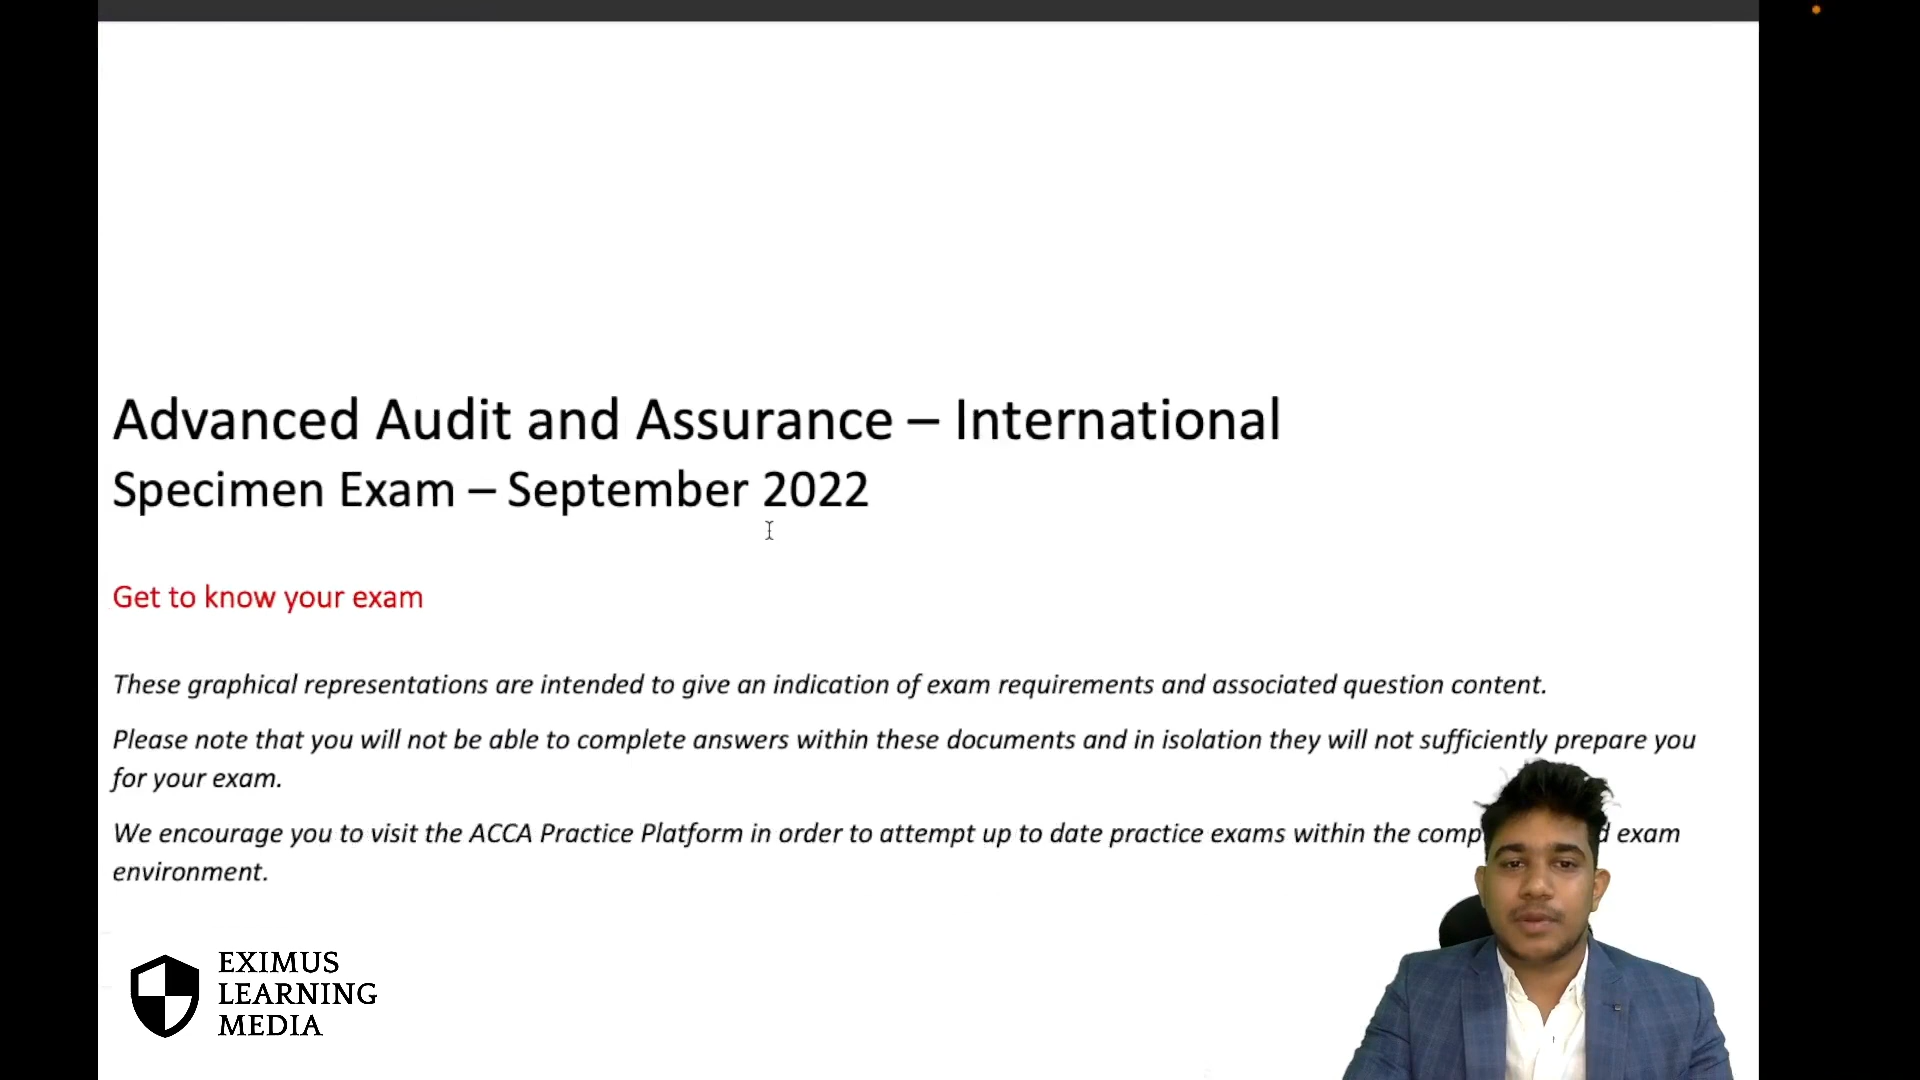 Advanced Audit and Assurance – International
Specimen Exam – September 2022
Get to know your exam
These graphical representations are intended to give an indication of exam requirements and associated question content.
Please note that you will not be able to complete answers within these documents and in isolation they will not sufficiently prepare you
for your exam.
We encourage you to visit the ACCA Practice Platform in order to attempt up to date practice exams within the exam
environment.
EXIMUS
LEARNING
MEDIA